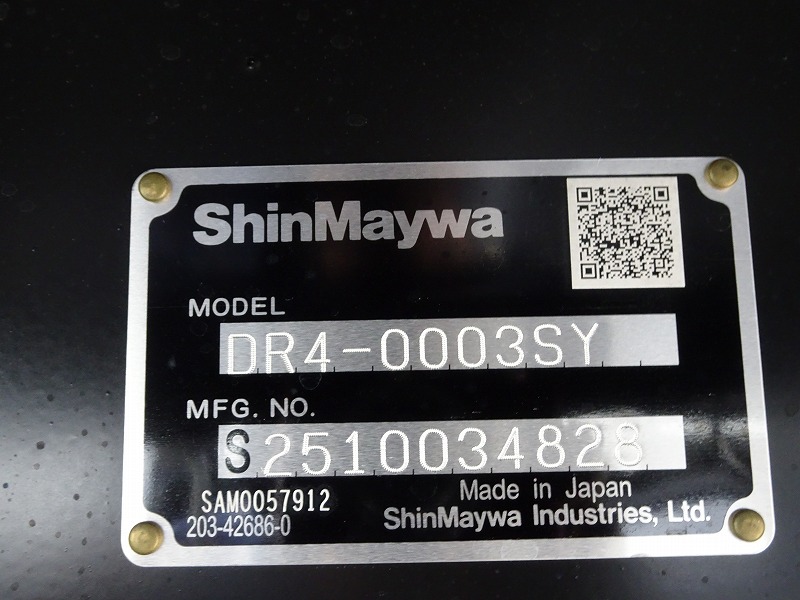 ShinMaywa
MODEL
DR4-0003SY
MFG. NO.
S2510034828
SAM0057912
203-42686-0
Made in Japan
ShinMaywa Industries, Ltd.